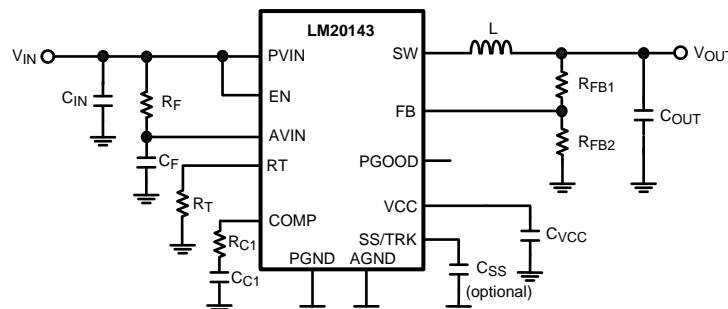 LM20143
VIN
PVIN
SW
L
VOUT
CIN
RF
EN
RFB1
COUT
FB
AVIN
RFB2
CF
RT
PGOOD
RT
VCC
COMP
RC1
SS/TRK
CVCC
PGND
AGND
CSS
CC1
(optional)